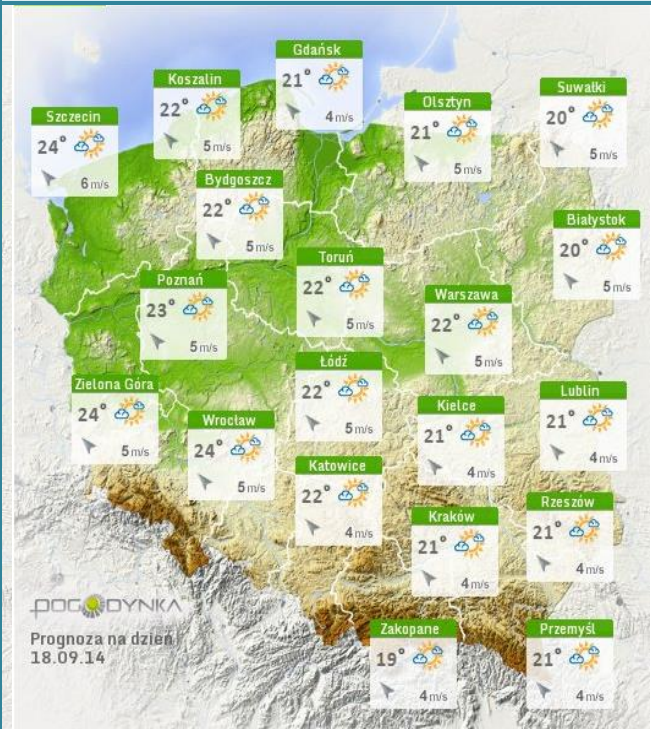 Gdańsk
21°
4 m/s
Koszalin
22°
5 m/s
Suwałki
20°
5 m/s
Olsztyn
21°
5 m/s
Szczecin
24°
6 m/s
Bydgoszcz
22°
5 m/s
Białystok
20°
5 m/s
Toruń
22°
5 m/s
Poznań
23°
5 m/s
Warszawa
22°
5 m/s
Łódź
22°
5 m/s
Zielona Góra
24°
5 m/s
Lublin
21°
4 m/s
Kielce
21°
4 m/s
Wrocław
24°
5 m/s
Katowice
22°
4 m/s
Rzeszów
21°
4 m/s
Kraków
21°
4 m/s
POGODYNKA
Prognoza na dzień
18.09.14
Zakopane
19°
4 m/s
Przemyśl
21°
4 m/s